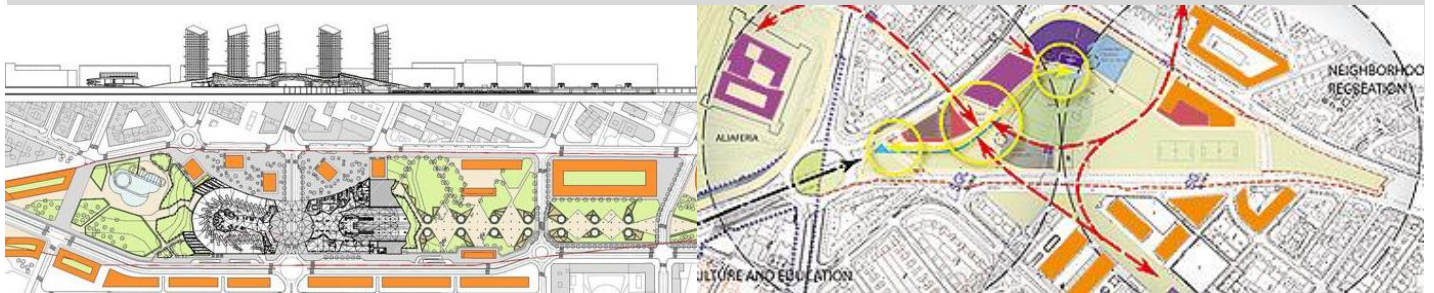 NEIGHBORHOO
RECREATION
ALJAFERIA
ULTURE AND EDUCATION